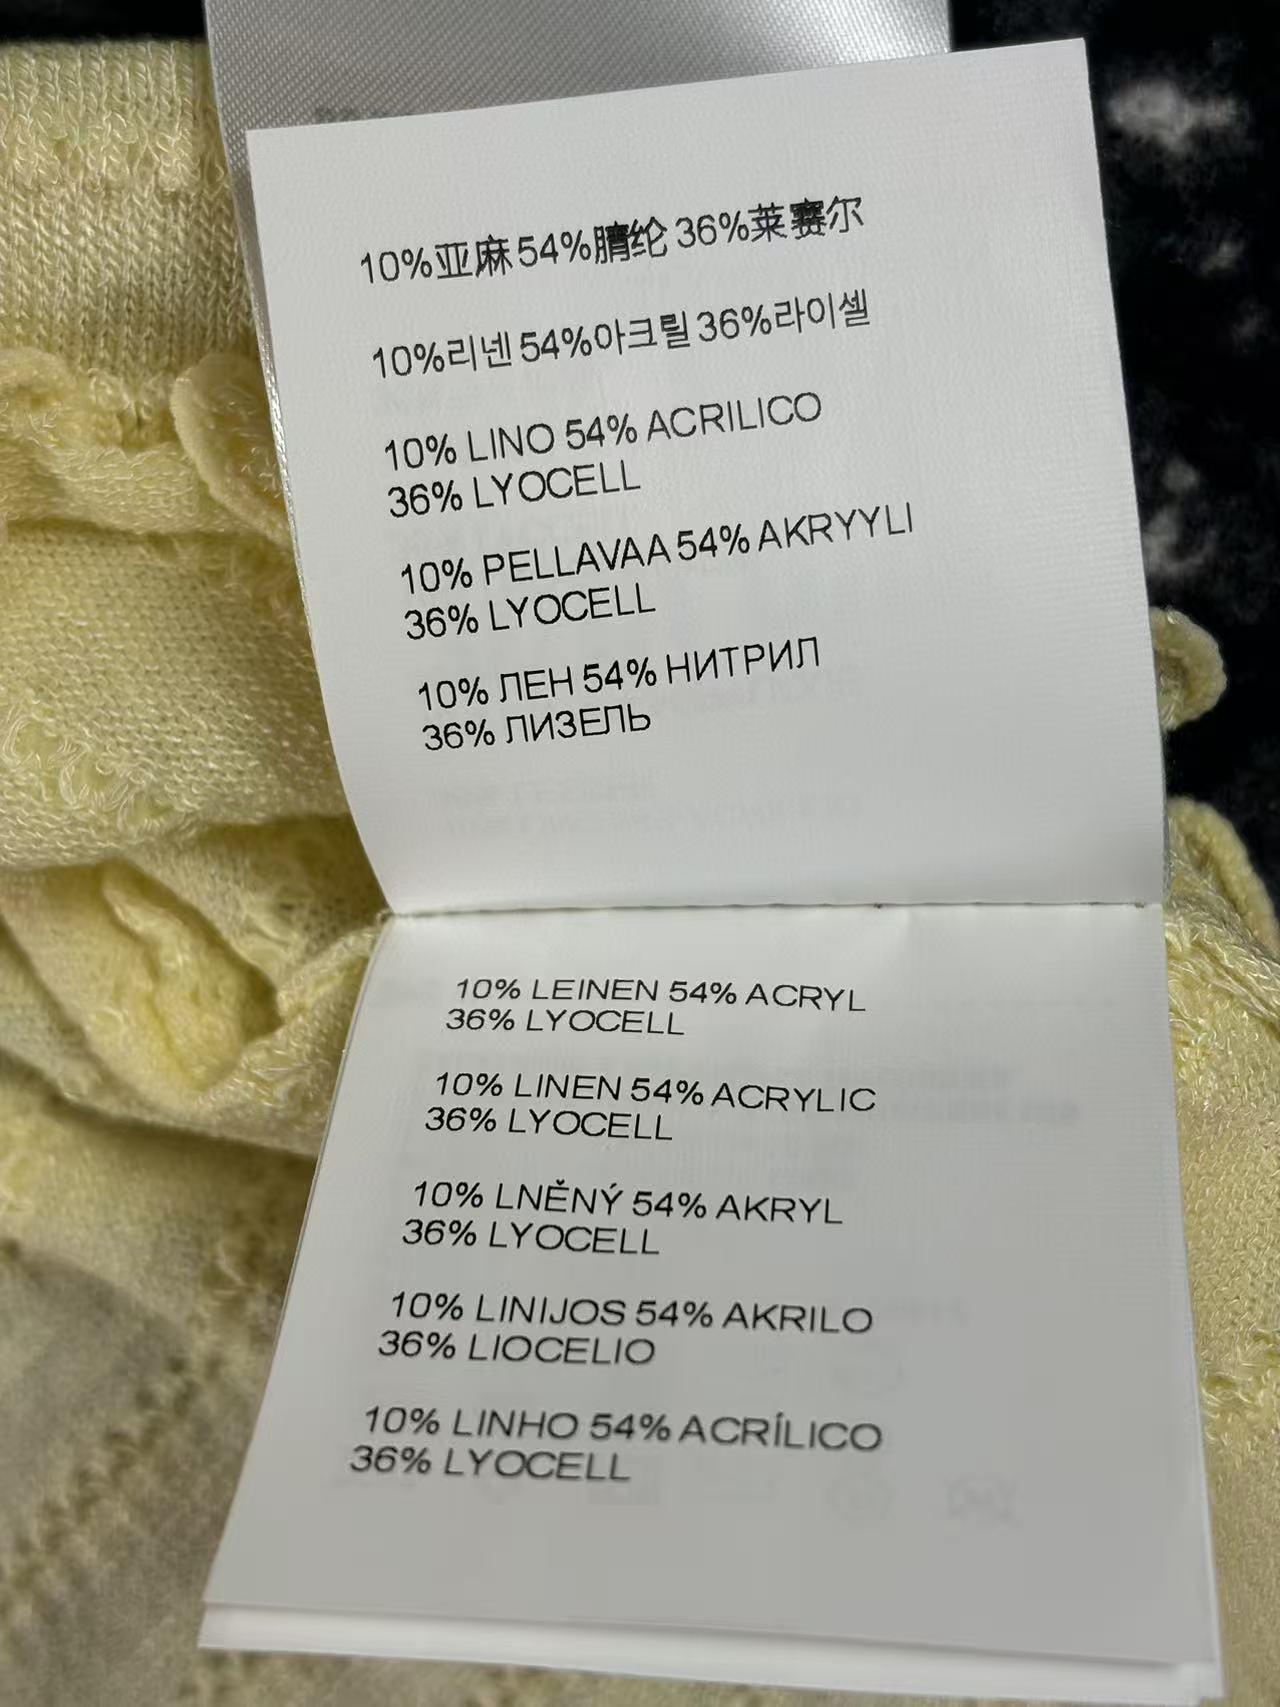 10%亚麻 54%腈纶 36%莱赛尔
10%리넨 54%아크릴 36%라이셀
10% LINO 54% ACRILICO
36% LYOCELL
10% PELLAVAA 54% AKRYYLI
36% LYOCELL
10% ЛЕН 54% НИТРИЛ
36% ЛИЗЕЛЬ
10% LEINEN 54% ACRYL
36% LYOCELL
10% LINEN 54% ACRYLIC
36% LYOCELL
10% LNĚNÝ 54% AKRYL
36% LYOCELL
10% LINIJOS 54% AKRILO
36% LIOCELIO
10% LINHO 54% ACRÍLICO
36% LYOCELL